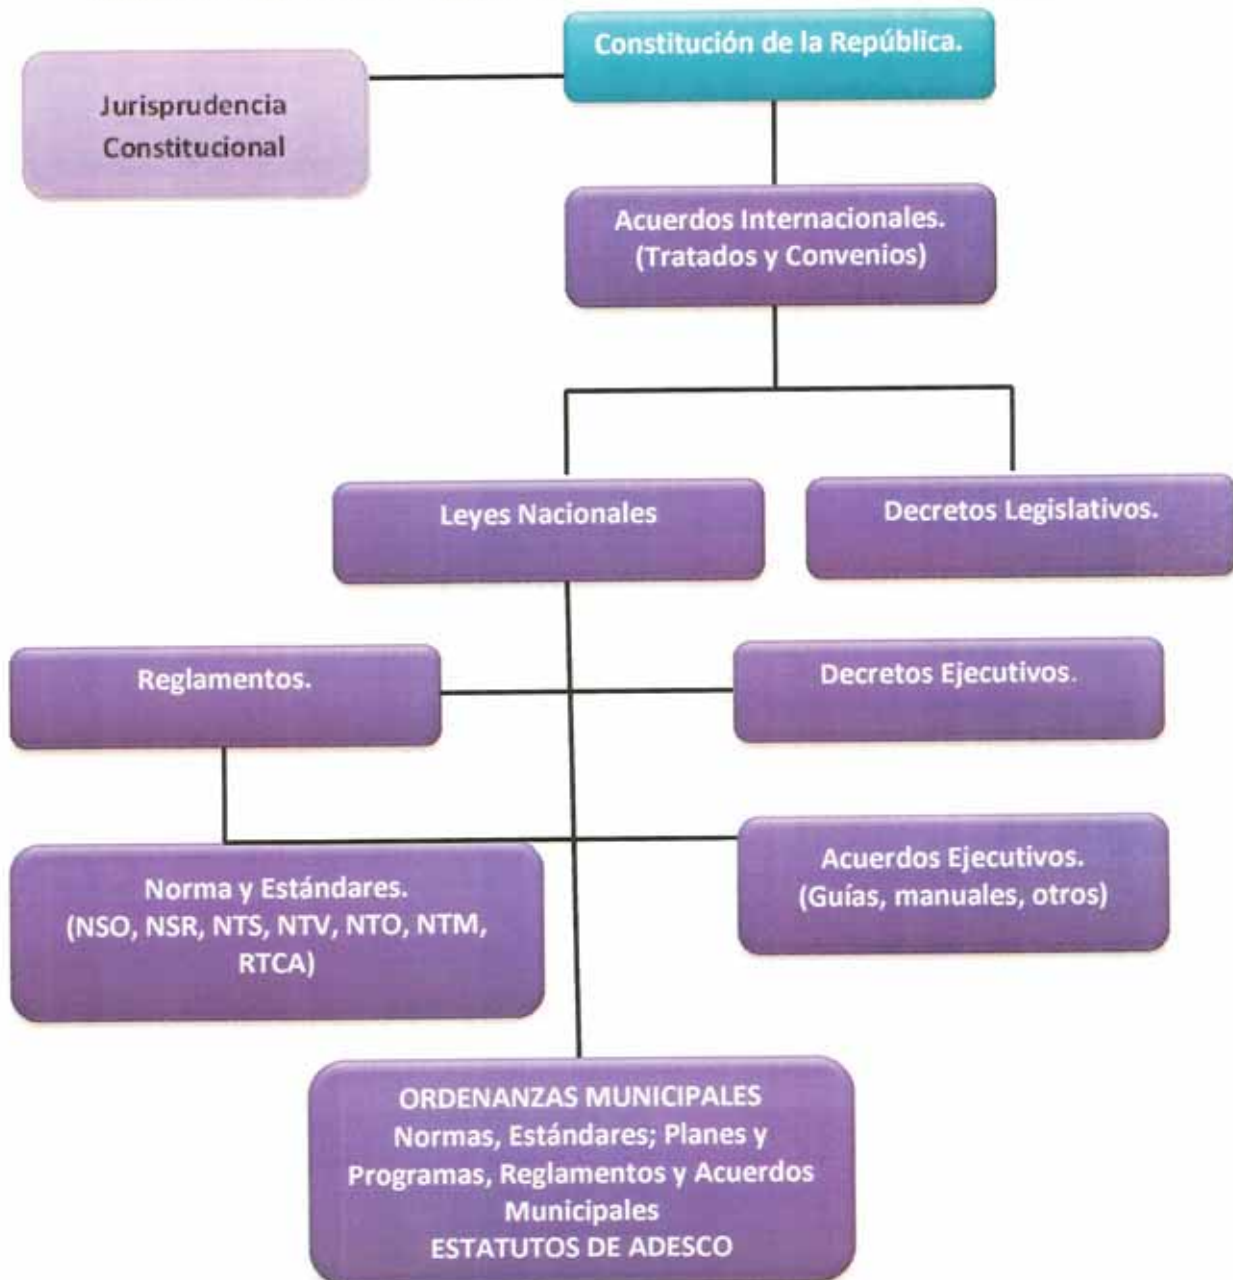 Constitución de la República.
Jurisprudencia
Constitucional
Acuerdos Internacionales.
(Tratados y Convenios)
Leyes Nacionales
Decretos Legislativos.
Reglamentos.
Decretos Ejecutivos.
Norma y Estándares.
(NSO, NSR, NTS, NTV, NTO, NTM,
RTCA)
Acuerdos Ejecutivos.
(Guías, manuales, otros)
ORDENANZAS MUNICIPALES
Normas, Estándares; Planes y
Programas, Reglamentos y Acuerdos
Municipales
ESTATUTOS DE ADESCO